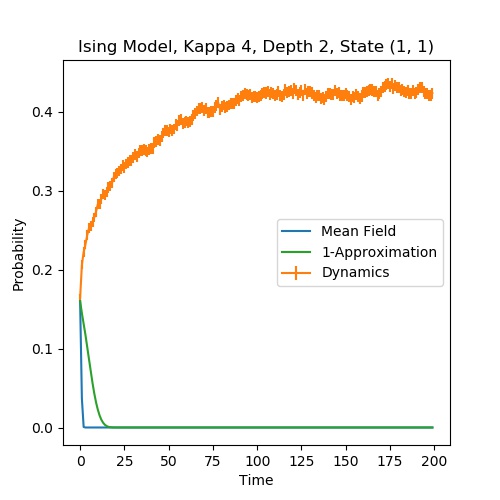 Ising Model, Kappa 4, Depth 2, State (1, 1)
Probability
0.4
0.3
0.2
0.1
0.0
Mean Field
1-Approximation
Dynamics
0 25 50 75 100 125 150 175 200
Time